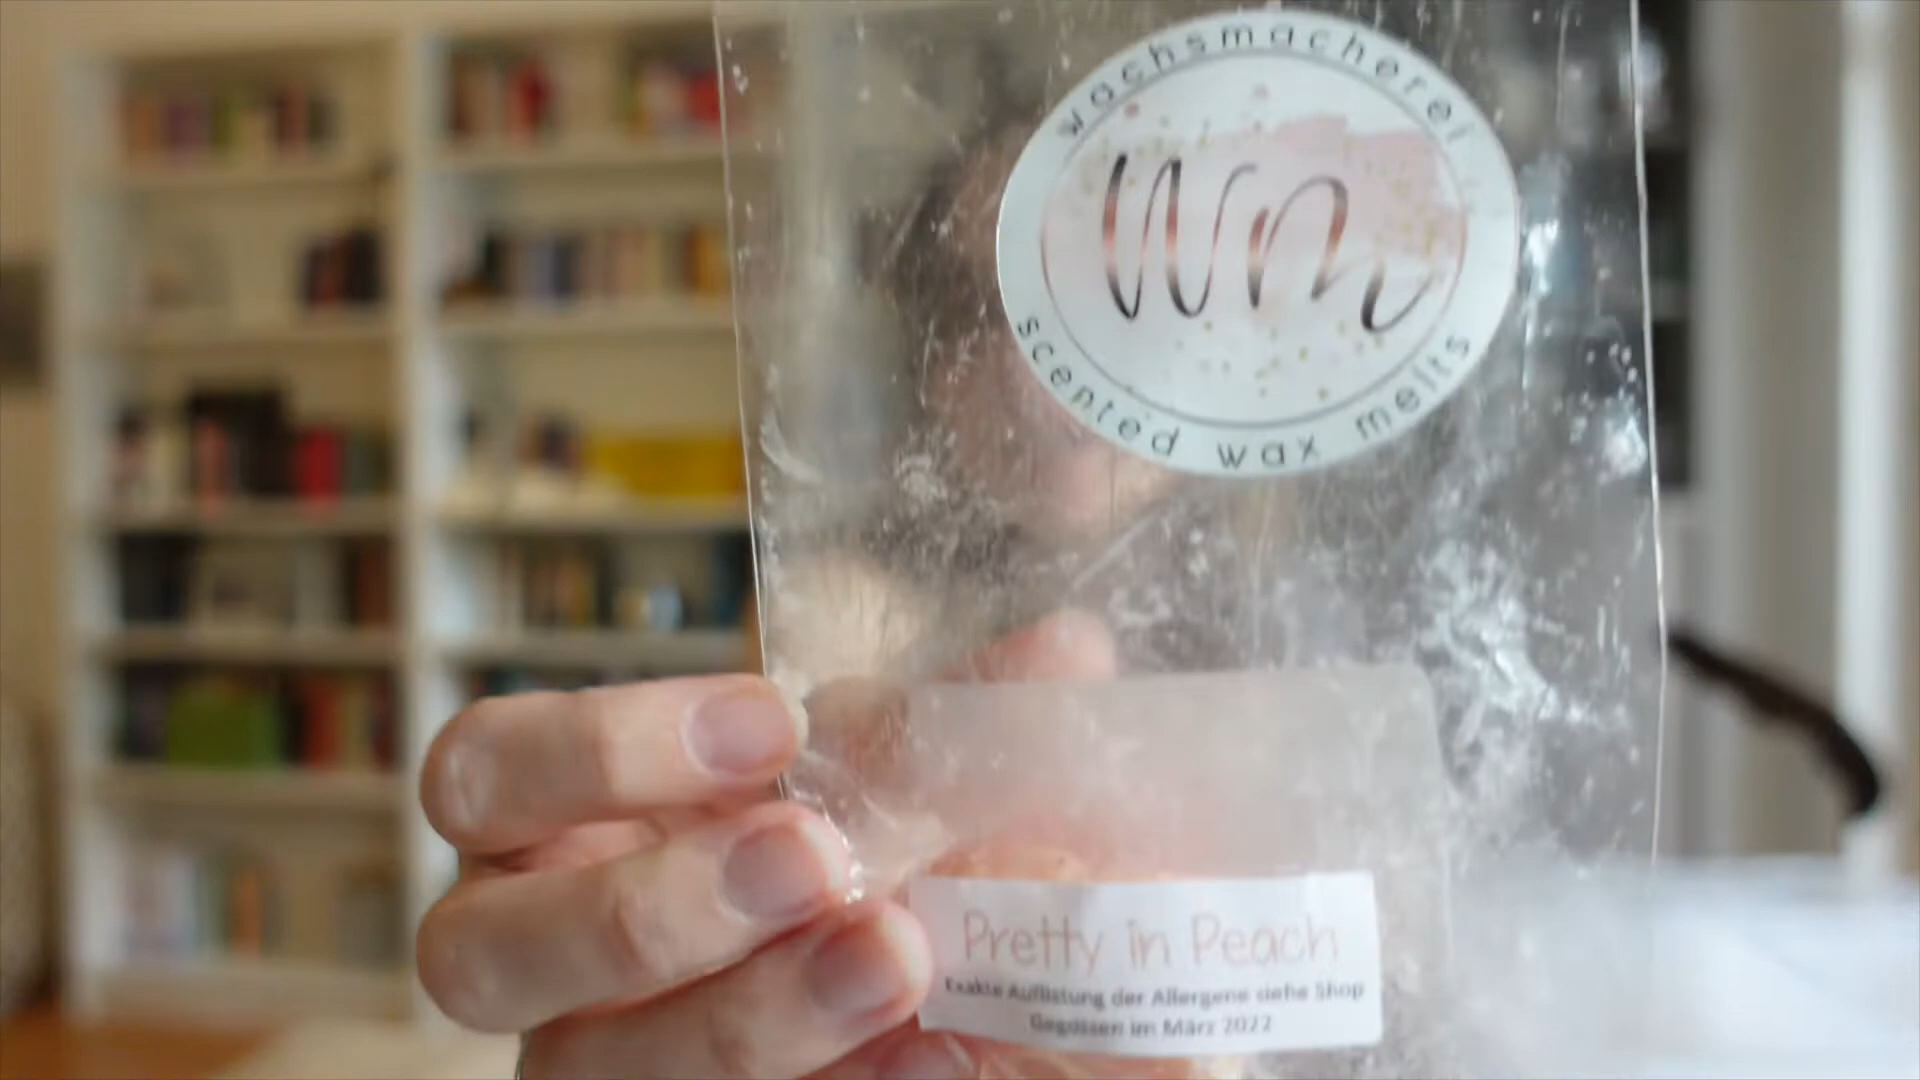 wachsmacherei
Wm
scented wax melts
Pretty in Peach
Exakte Auflistung der Allergene siehe Shop
Gegossen im März 2022